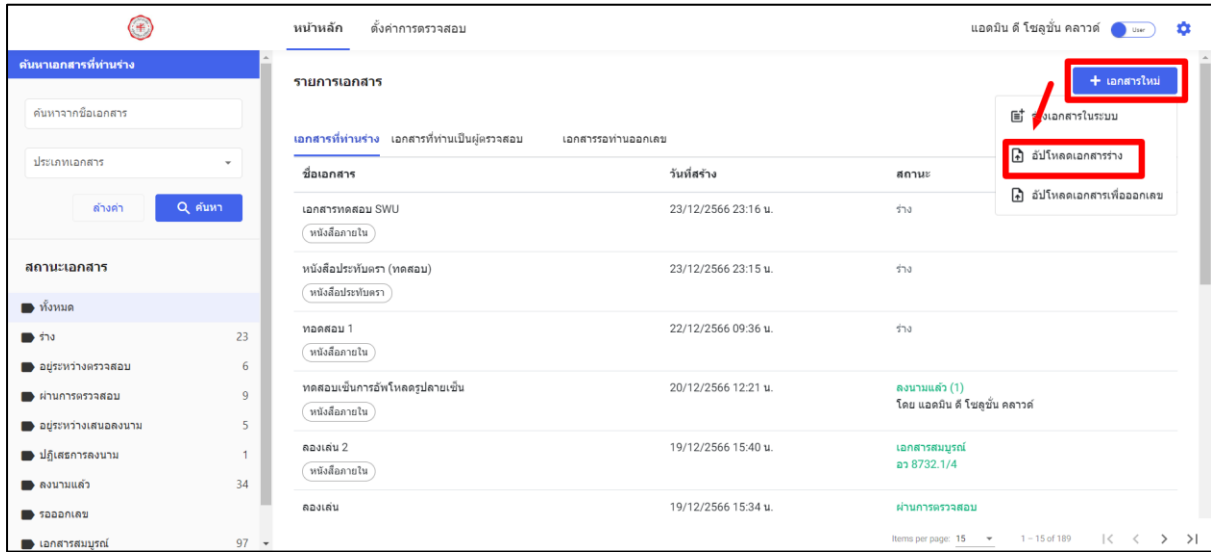 หน้าหลัก ตั้งค่าการตรวจสอบ แอดมิน ดี โซลูชั่น คลาวด์ User
ค้นหาเอกสารที่ท่านร่าง
ค้นหาจากชื่อเอกสาร
ประเภทเอกสาร
ล้างค่า ค้นหา
สถานะเอกสาร
ทั้งหมด
ร่าง 23
อยู่ระหว่างตรวจสอบ 6
ผ่านการตรวจสอบ 9
อยู่ระหว่างเสนอลงนาม 5
ปฏิเสธการลงนาม 1
ลงนามแล้ว 34
รอออกเลข
เอกสารสมบูรณ์ 97
รายการเอกสาร + เอกสารใหม่
เอกสารในระบบ
อัปโหลดเอกสารร่าง
อัปโหลดเอกสารเพื่อออกเลข
เอกสารที่ท่านร่าง เอกสารที่ท่านเป็นผู้ตรวจสอบ เอกสารรอท่านออกเลข
ชื่อเอกสาร วันที่สร้าง สถานะ
เอกสารทดสอบ SWU 23/12/2566 23:16 น. ร่าง
หนังสือภายใน
หนังสือประทับตรา (ทดสอบ) 23/12/2566 23:15 น. ร่าง
หนังสือประทับตรา
ทอดสอบ 1 22/12/2566 09:36 น. ร่าง
หนังสือภายใน
ทดสอบเซ็นการอัพโหลดรูปลายเซ็น 20/12/2566 12:21 น. ลงนามแล้ว (1)
หนังสือภายใน โดย แอดมิน ดี โซลูชั่น คลาวด์
ลองเล่น 2 19/12/2566 15:40 น. เอกสารสมบูรณ์
หนังสือภายใน อว 8732.1/4
ลองเล่น 19/12/2566 15:34 น. ผ่านการตรวจสอบ
Items per page: 15 1 – 15 of 189